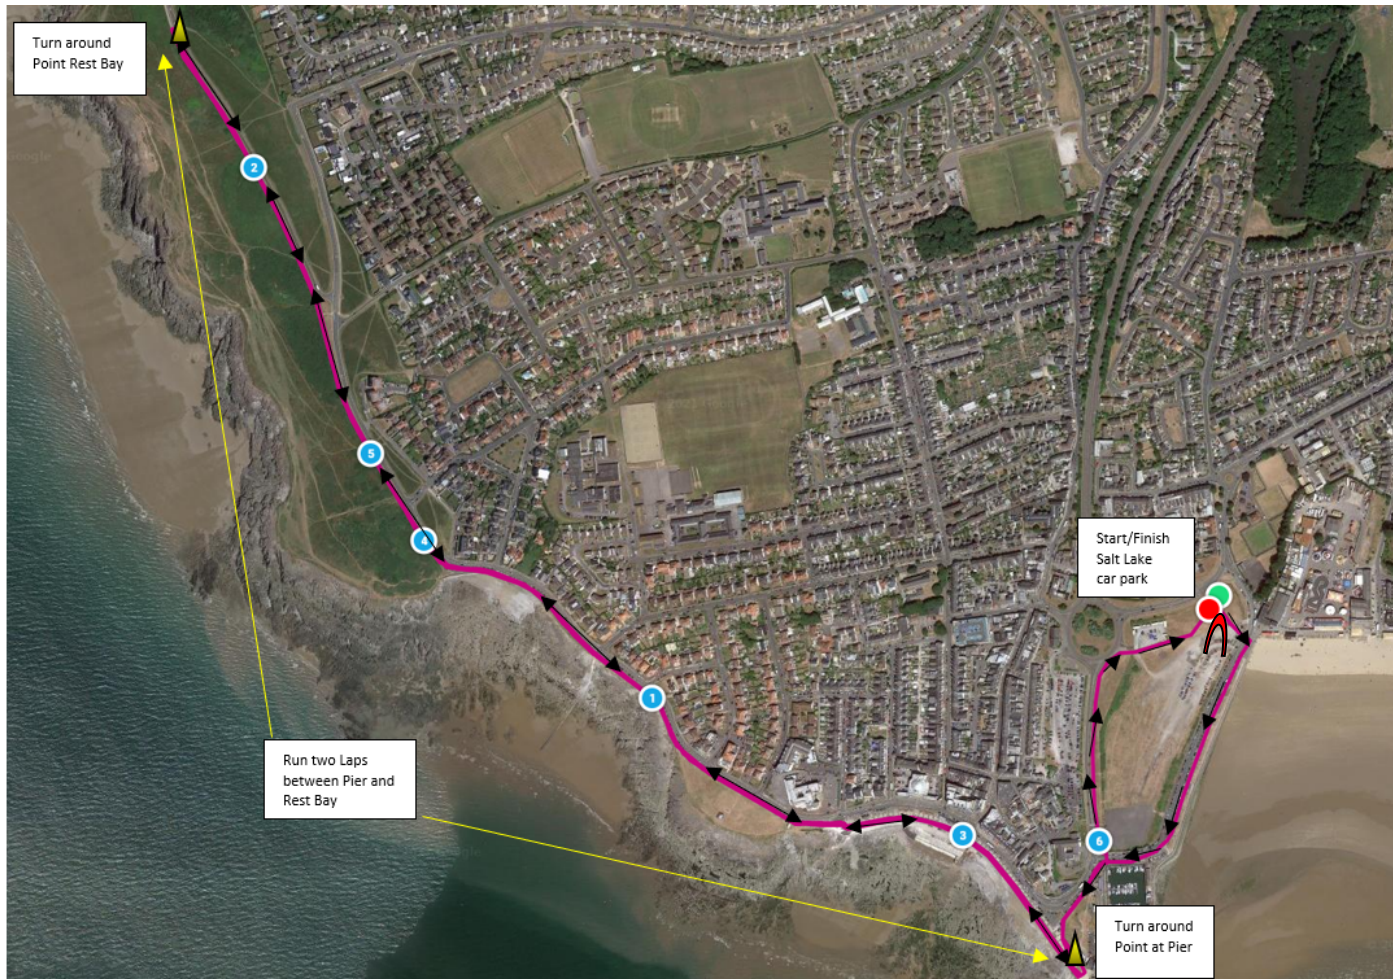 Turn around
Point Rest Bay
Google
2
5
4
Start/Finish
Salt Lake
car park
1
Run two Laps
between Pier and
Rest Bay
3
6
Turn around
Point at Pier